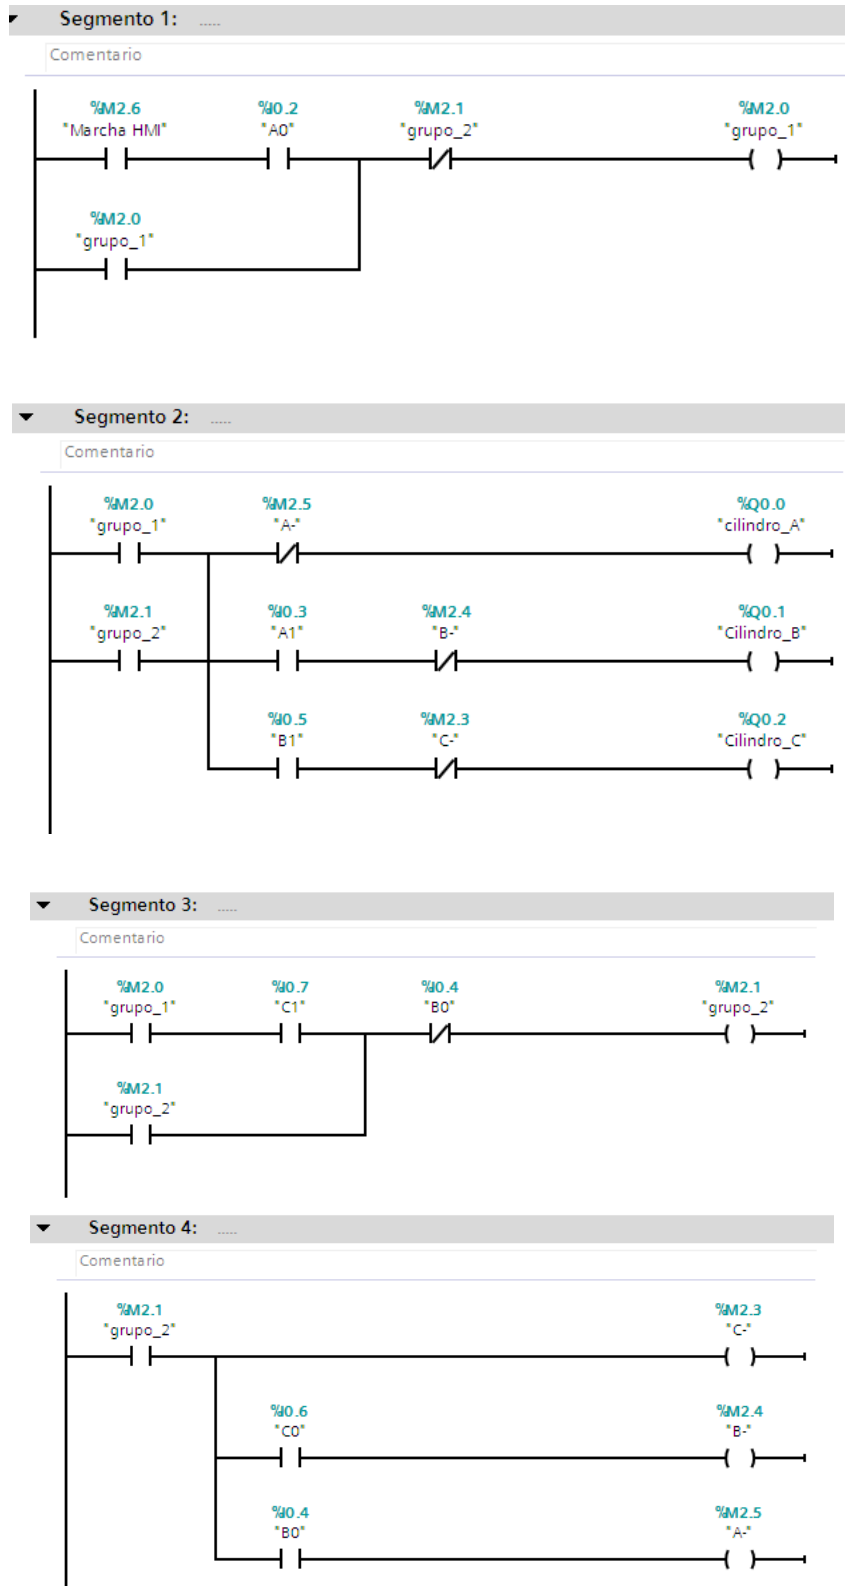 Segmento 1: .....
Comentario
%M2.6 %I0.2 %M2.1 %M2.0
"Marcha HMI" "A0" "grupo_2" "grupo_1"
%M2.0
"grupo_1"
Segmento 2: .....
Comentario
%M2.0 %M2.5 %Q0.0
"grupo_1" "A-" "cilindro_A"
%M2.1 %I0.3 %M2.4 %Q0.1
"grupo_2" "A1" "B-" "Cilindro_B"
%I0.5 %M2.3 %Q0.2
"B1" "C-" "Cilindro_C"
Segmento 3: .....
Comentario
%M2.0 %I0.7 %I0.4 %M2.1
"grupo_1" "C1" "B0" "grupo_2"
%M2.1
"grupo_2"
Segmento 4: .....
Comentario
%M2.1 %M2.3
"grupo_2" "C-"
%I0.6 %M2.4
"C0" "B-"
%I0.4 %M2.5
"B0" "A-"